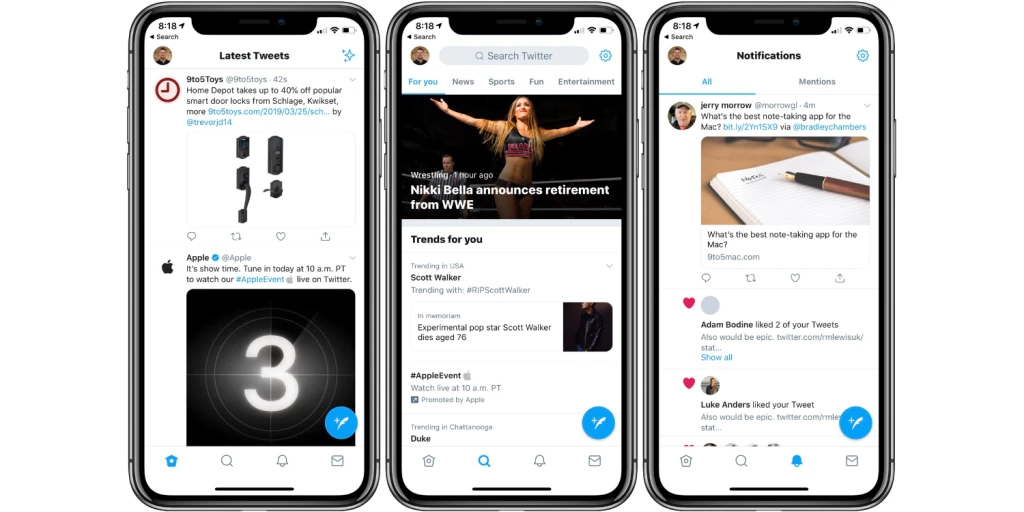 8:18
Search
Latest Tweets
9to5Toys @9to5toys · 42s
Home Depot takes up to 40% off popular
smart door locks from Schlage, Kwikset,
more 9to5toys.com/2019/03/25/sch... by
@trevorjd14
Apple @Apple
It's show time. Tune in today at 10 a.m. PT
to watch our #AppleEvent live on Twitter.
3
8:18
Search
Search Twitter
For you News Sports Fun Entertainment
Wrestling · 1 hour ago
Nikki Bella announces retirement
from WWE
Trends for you
Trending in USA
Scott Walker
Trending with: #RIPScottWalker
In memoriam
Experimental pop star Scott Walker
dies aged 76
#AppleEvent
Watch live at 10 a.m. PT
Promoted by Apple
Trending in Chattanooga
Duke
8:18
Search
Notifications
All Mentions
jerry morrow @morrowgl · 4m
What's the best note-taking app for the
Mac? bit.ly/2Yn1SX9 via @bradleychambers
Notes
What's the best note-taking app for the
Mac?
9to5mac.com
Adam Bodine liked 2 of your Tweets
Also would be epic. twitter.com/rmlewisuk/
stat...
Show all
Luke Anders liked your Tweet
Also would be epic. twitter.com/rmle
stat...